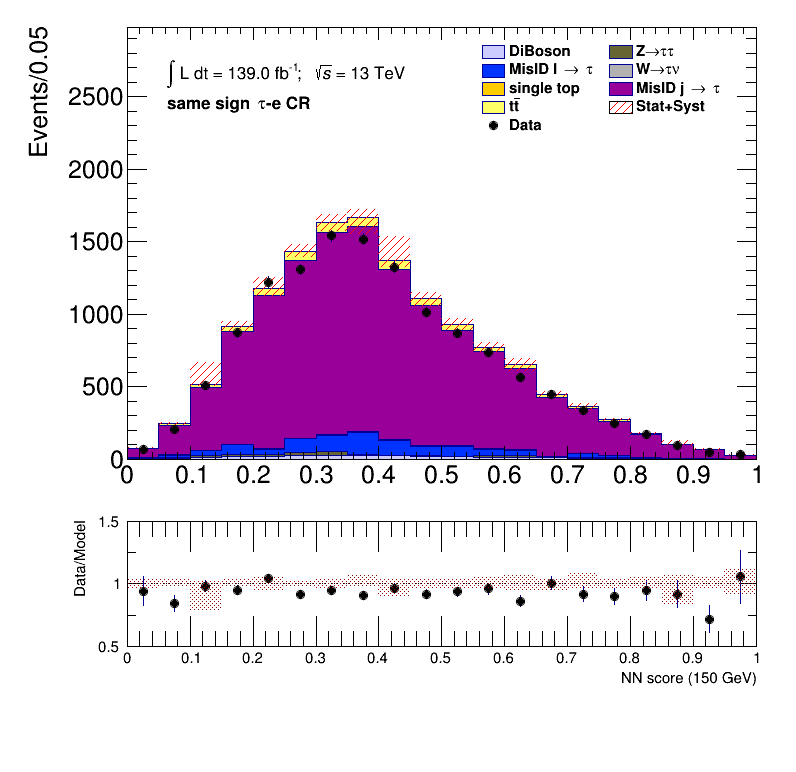 Events/0.05
∫ L dt = 139.0 fb⁻¹; √s = 13 TeV
same sign τ-e CR
DiBoson
MisID l → τ
single top
tt̄
Data
Z→ττ
W→τν
MisID j → τ
Stat+Syst
2500
2000
1500
1000
500
0
0 0.1 0.2 0.3 0.4 0.5 0.6 0.7 0.8 0.9 1
Data/Model
1.5
1
0.5
0 0.1 0.2 0.3 0.4 0.5 0.6 0.7 0.8 0.9 1
NN score (150 GeV)